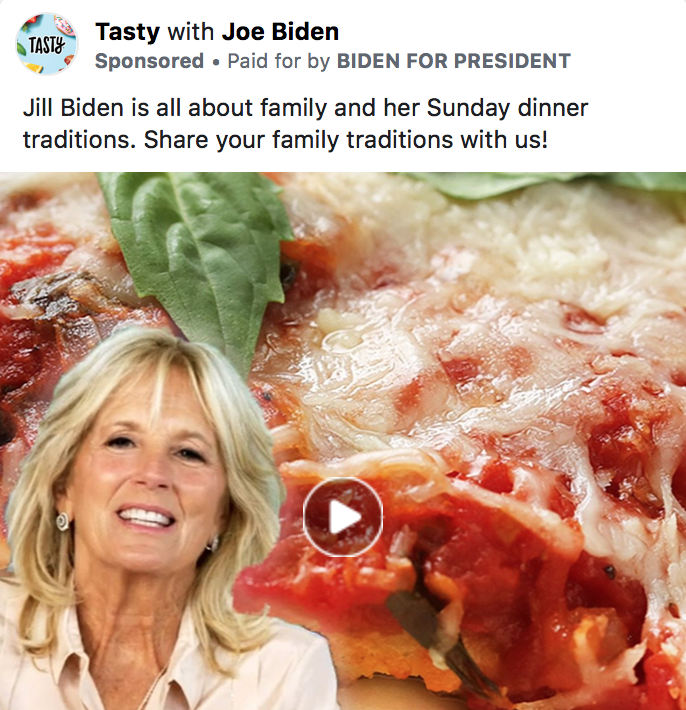 TASTY
Tasty with Joe Biden
Sponsored • Paid for by BIDEN FOR PRESIDENT
Jill Biden is all about family and her Sunday dinner
traditions. Share your family traditions with us!